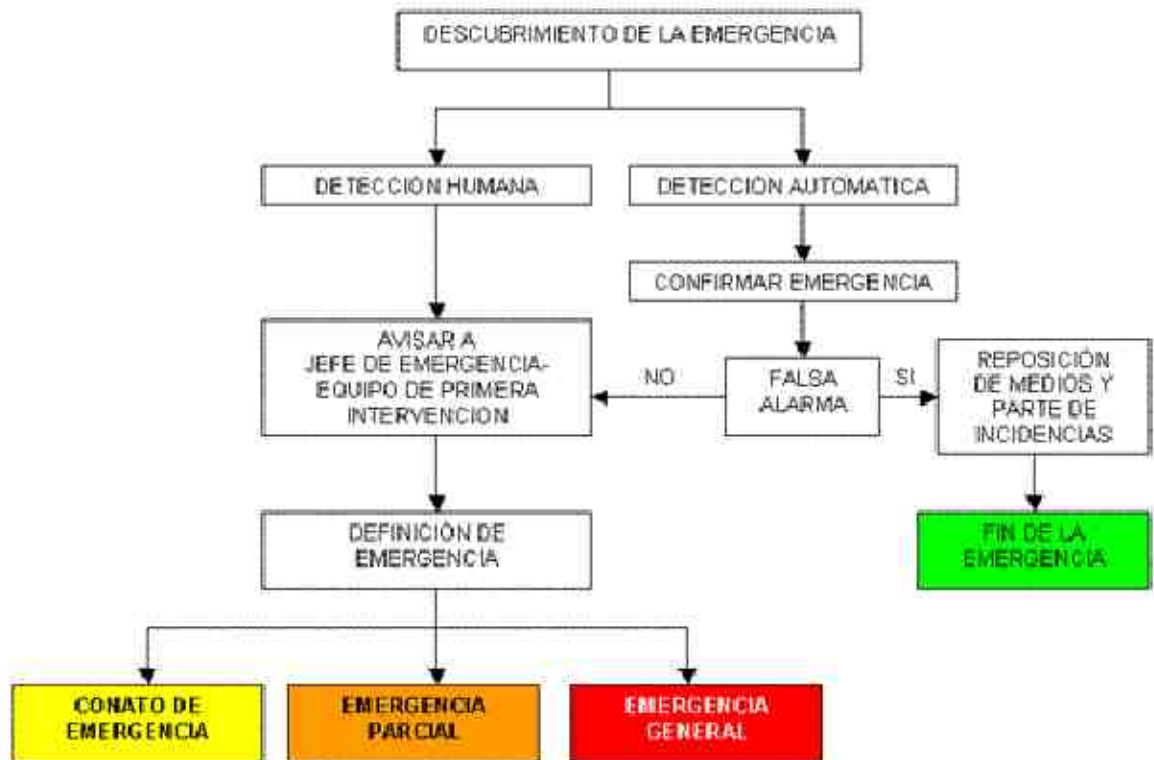 DESCUBRIMIENTO DE LA EMERGENCIA
DETECCION HUMANA
DETECCION AUTOMATICA
CONFIRMAR EMERGENCIA
AVISAR A
JEFE DE EMERGENCIA-
EQUIPO DE PRIMERA
INTERVENCION
NO
FALSA
ALARMA
SI
REPOSICIÓN
DE MEDIOS Y
PARTE DE
INCIDENCIAS
DEFINICIÓN DE
EMERGENCIA
FIN DE LA
EMERGENCIA
CONATO DE
EMERGENCIA
EMERGENCIA
PARCIAL
EMERGENCIA
GENERAL